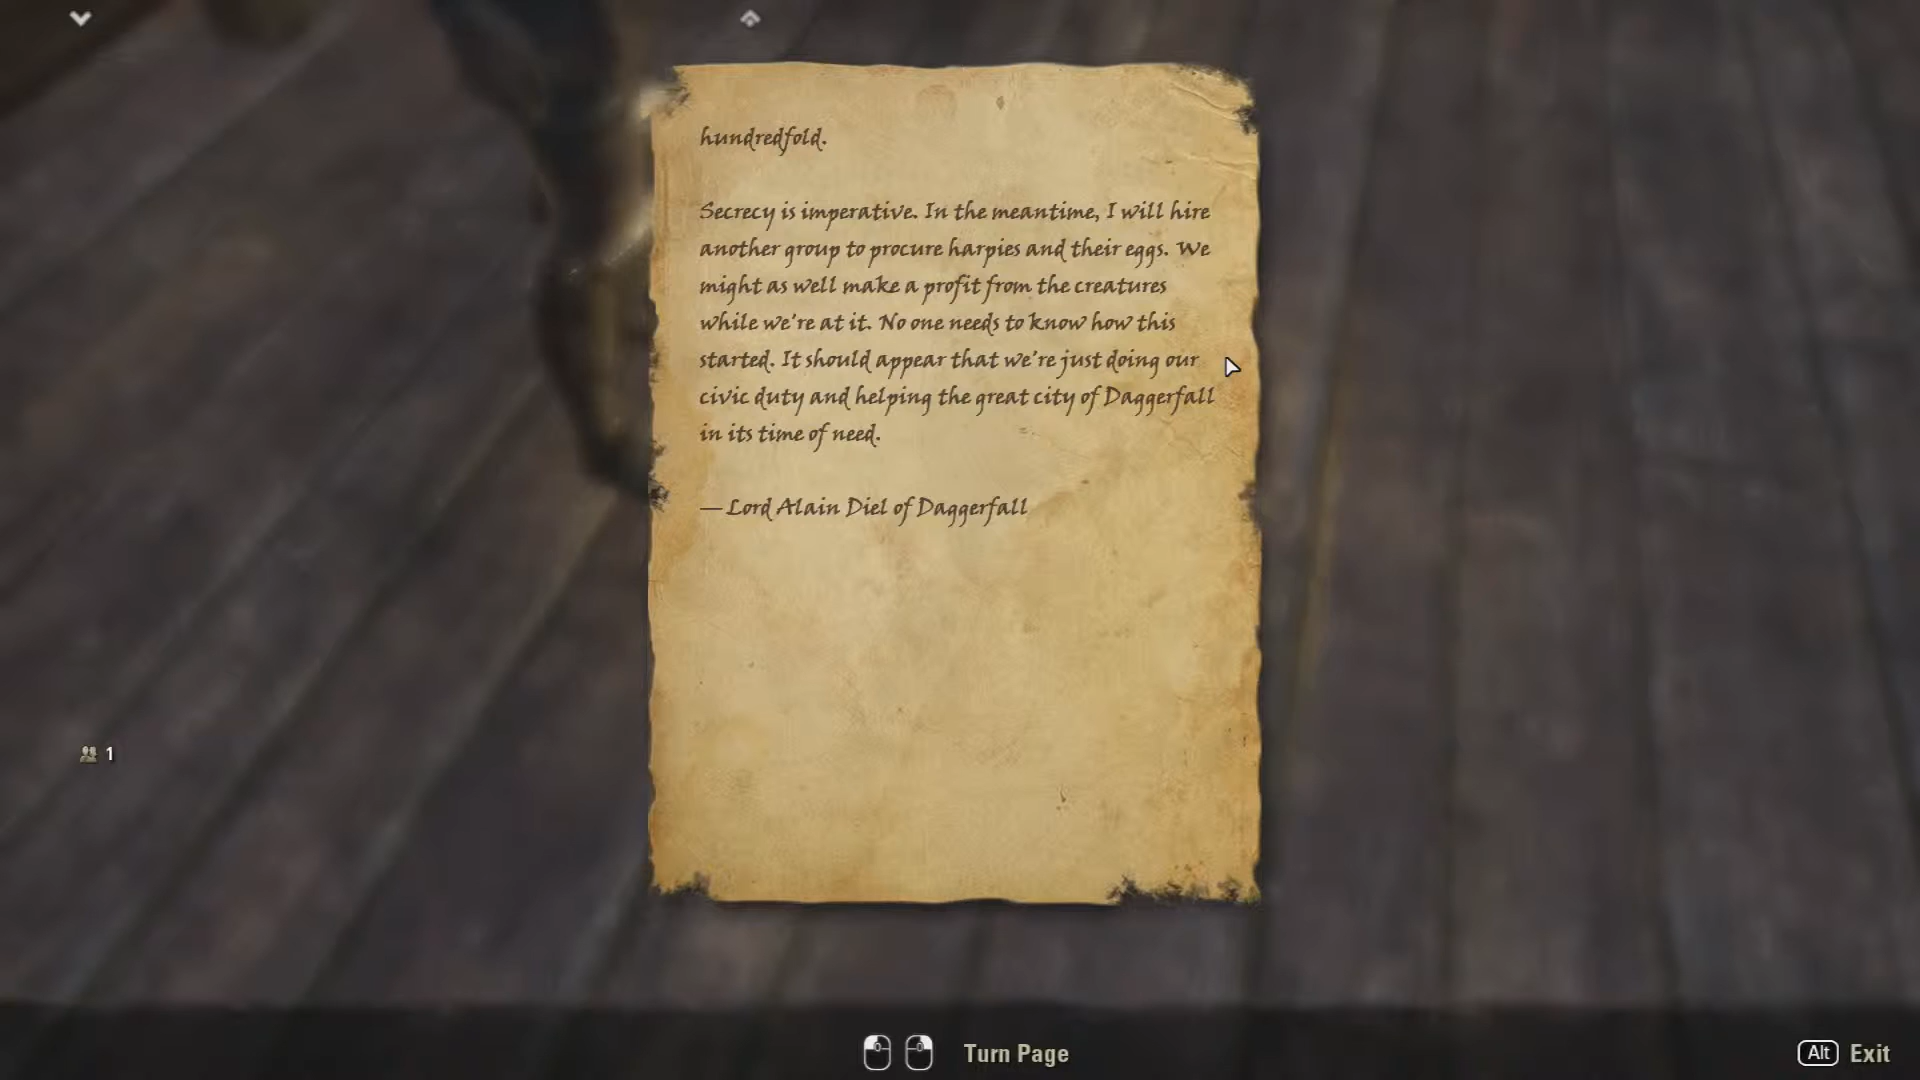 hundredfold.
Secrecy is imperative. In the meantime, I will hire
another group to procure harpies and their eggs. We
might as well make a profit from the creatures
while we're at it. No one needs to know how this
started. It should appear that we're just doing our
civic duty and helping the great city of Daggerfall
in its time of need.
— Lord Alain Diel of Daggerfall
1
Turn Page
Alt Exit